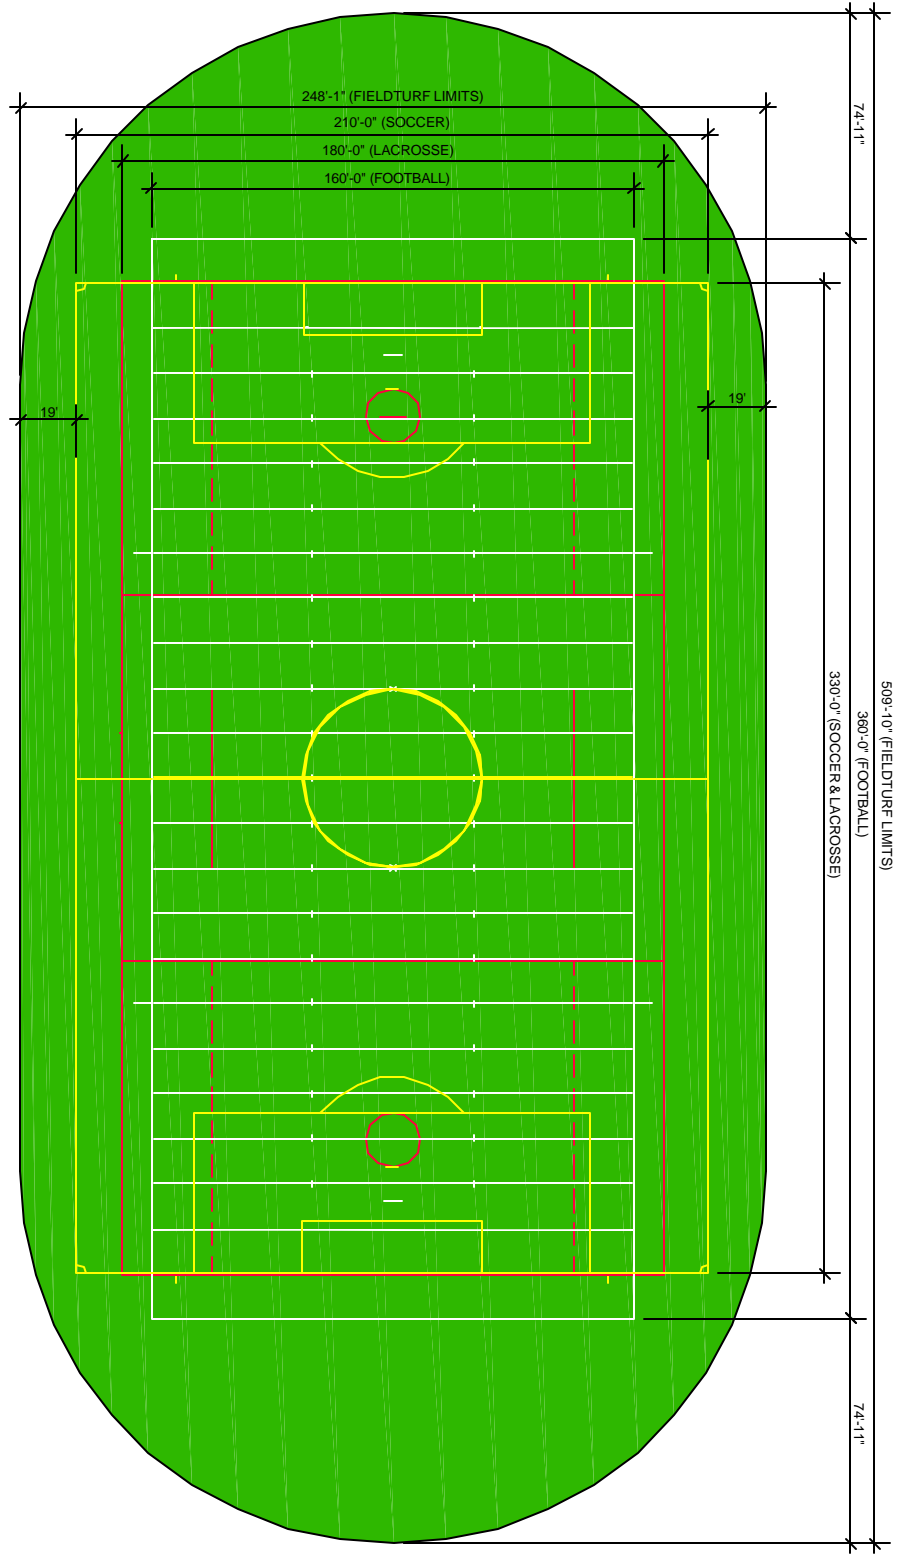 248'-1" (FIELDTURF LIMITS)
210'-0" (SOCCER)
180'-0" (LACROSSE)
160'-0" (FOOTBALL)
74'-11"
19'
19'
330'-0" (SOCCER & LACROSSE)
360'-0" (FOOTBALL)
509'-10" (FIELDTURF LIMITS)
74'-11"